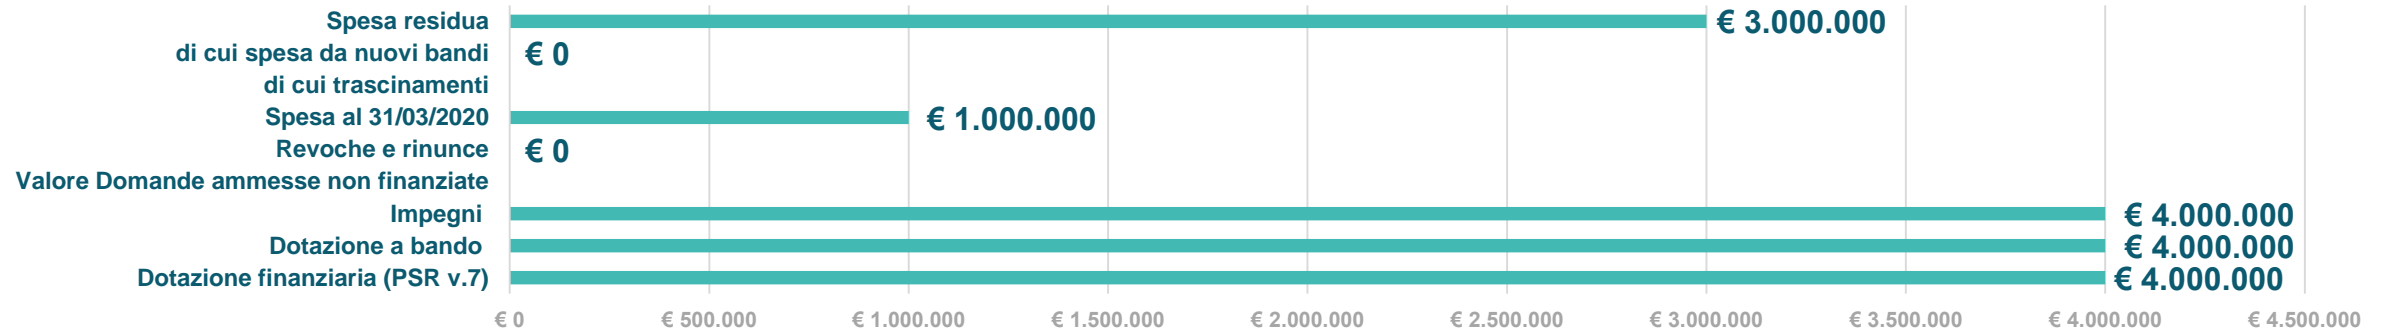 Spesa residua € 3.000.000
di cui spesa da nuovi bandi € 0
di cui trascinamenti
Spesa al 31/03/2020 € 1.000.000
Revoche e rinunce € 0
Valore Domande ammesse non finanziate
Impegni € 4.000.000
Dotazione a bando € 4.000.000
Dotazione finanziaria (PSR v.7) € 4.000.000
€ 0 € 500.000 € 1.000.000 € 1.500.000 € 2.000.000 € 2.500.000 € 3.000.000 € 3.500.000 € 4.000.000 € 4.500.000